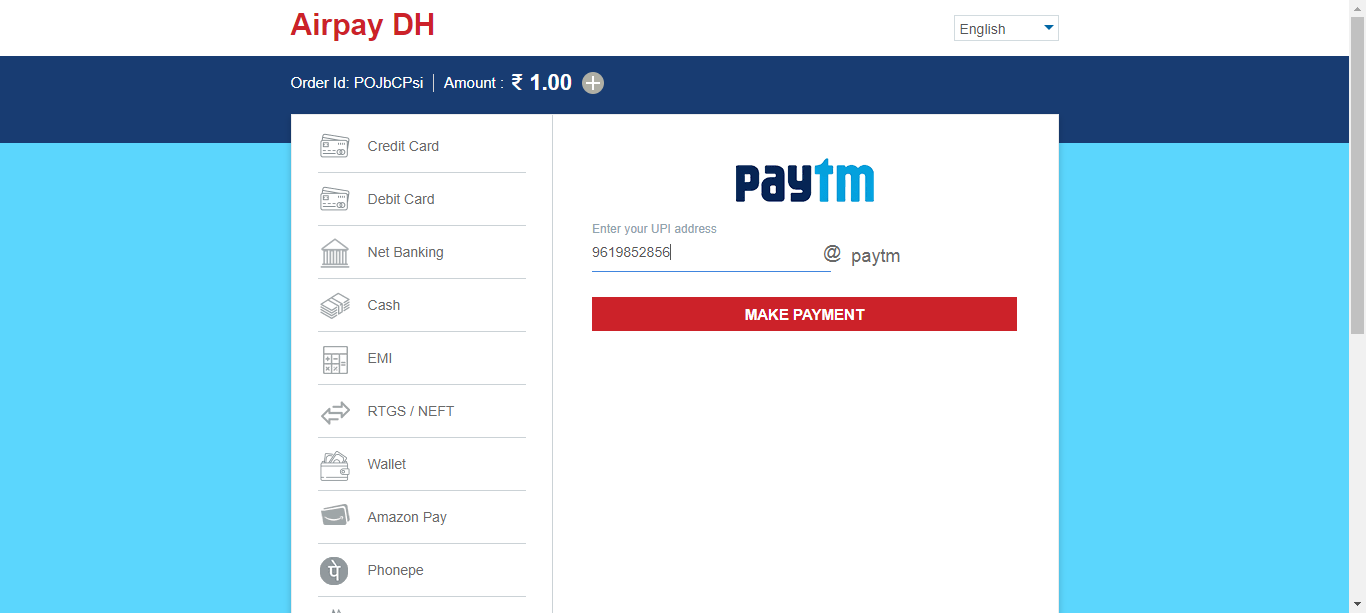 Airpay DH
English
Order Id: POJbCPsi | Amount : ₹ 1.00
Credit Card
Debit Card
Net Banking
Cash
EMI
RTGS / NEFT
Wallet
Amazon Pay
Phonepe
paytm
Enter your UPI address
9619852856 @ paytm
MAKE PAYMENT